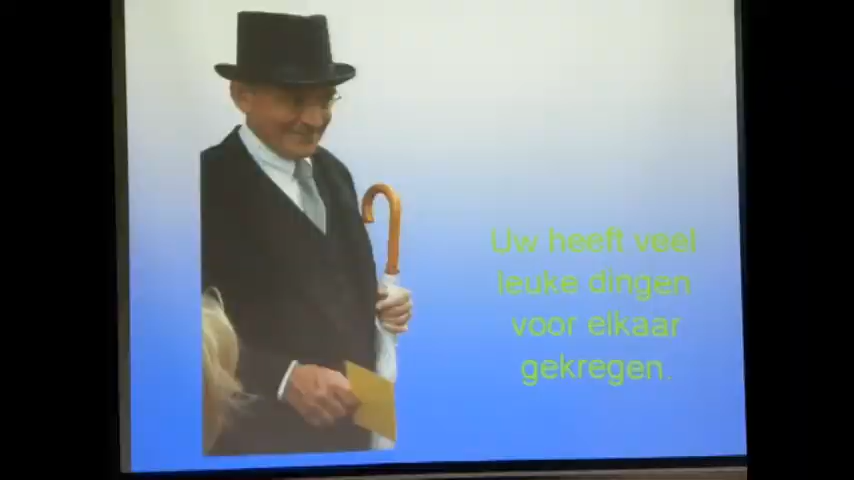 Uw heeft veel
leuke dingen
voor elkaar
gekregen.